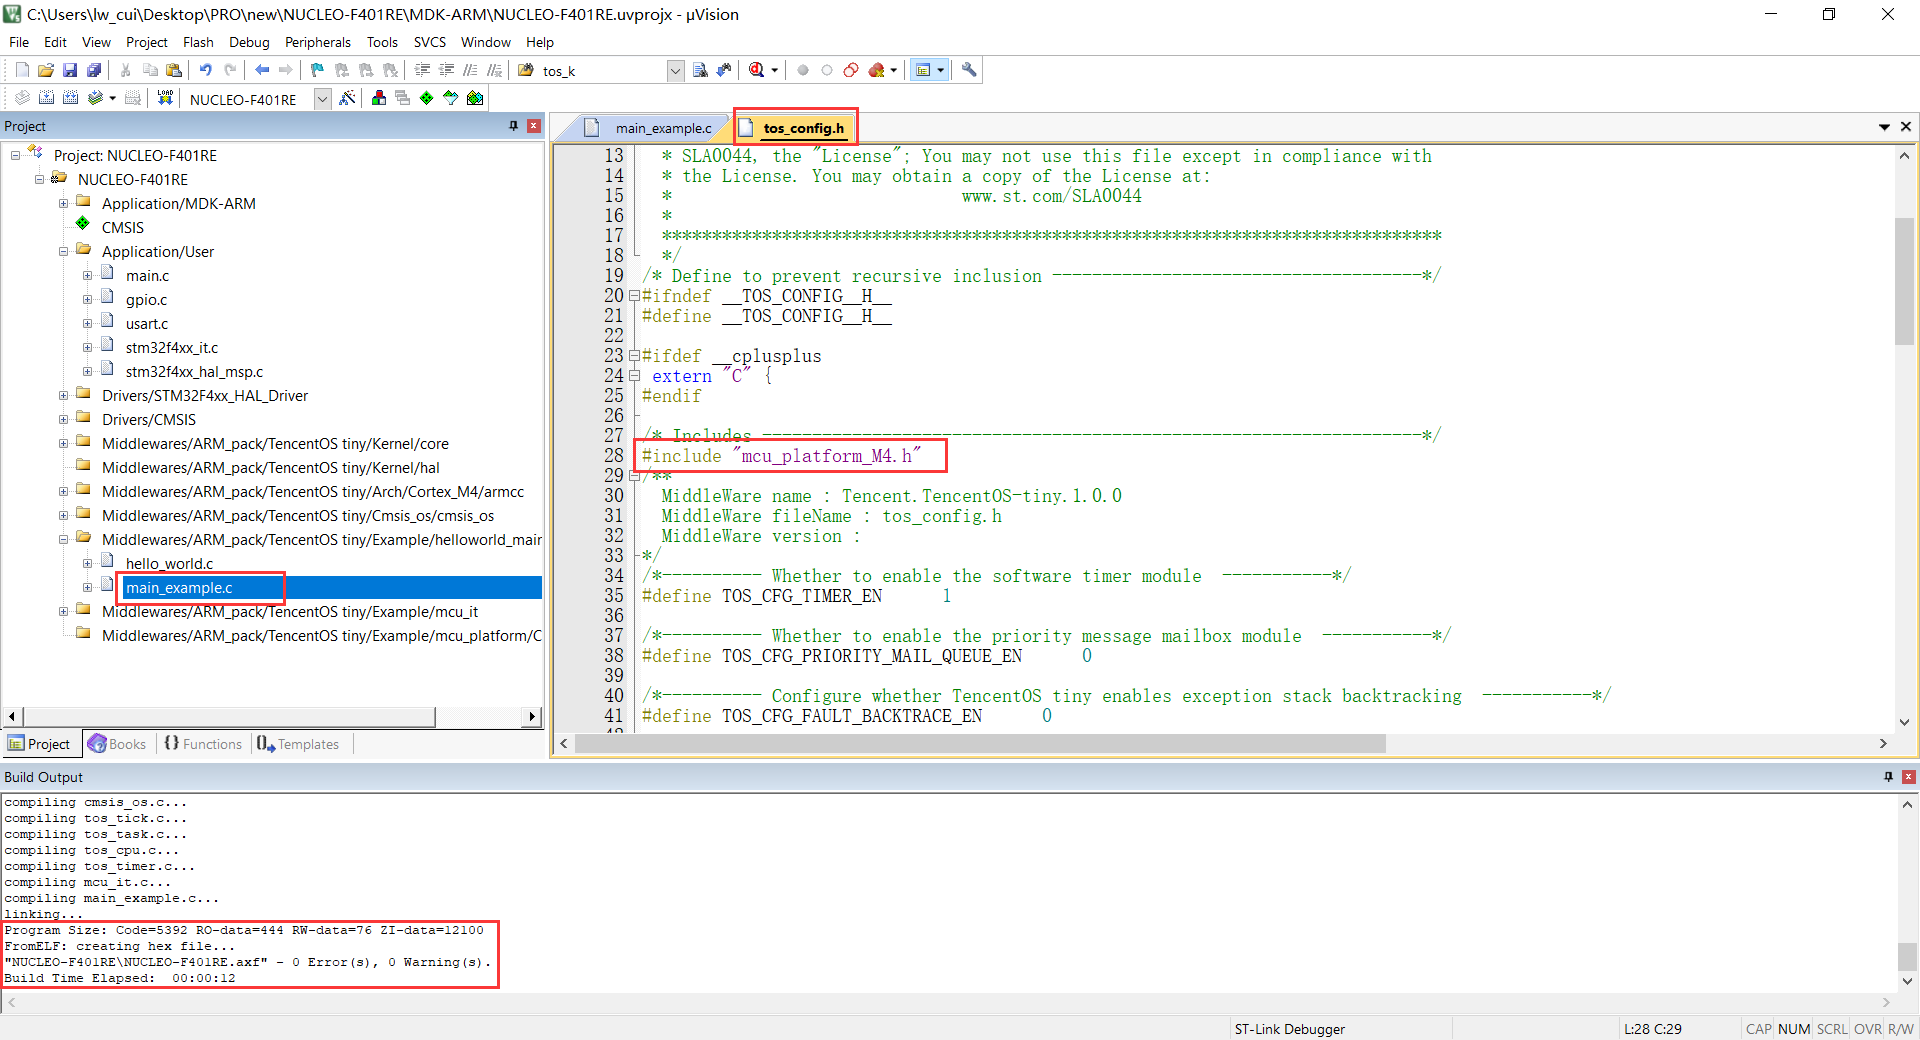 C:\Users\lw_cui\Desktop\PRO\new\NUCLEO-F401RE\MDK-ARM\NUCLEO-F401RE.uvprojx - µVision
File Edit View Project Flash Debug Peripherals Tools SVCS Window Help
tos_k
LOAD NUCLEO-F401RE
Project
Project: NUCLEO-F401RE
NUCLEO-F401RE
Application/MDK-ARM
CMSIS
Application/User
main.c
gpio.c
usart.c
stm32f4xx_it.c
stm32f4xx_hal_msp.c
Drivers/STM32F4xx_HAL_Driver
Drivers/CMSIS
Middlewares/ARM_pack/TencentOS tiny/Kernel/core
Middlewares/ARM_pack/TencentOS tiny/Kernel/hal
Middlewares/ARM_pack/TencentOS tiny/Arch/Cortex_M4/armcc
Middlewares/ARM_pack/TencentOS tiny/Cmsis_os/cmsis_os
Middlewares/ARM_pack/TencentOS tiny/Example/helloworld_mair
hello_world.c
main_example.c
Middlewares/ARM_pack/TencentOS tiny/Example/mcu_it
Middlewares/ARM_pack/TencentOS tiny/Example/mcu_platform/C
Project Books {} Functions Templates
main_example.c tos_config.h
13 * SLA0044, the "License"; You may not use this file except in compliance with
14 * the License. You may obtain a copy of the License at:
15 * www.st.com/SLA0044
16 *
17 ******************************************************************************
18 */
19 /* Define to prevent recursive inclusion -------------------------------------*/
20 #ifndef __TOS_CONFIG__H__
21 #define __TOS_CONFIG__H__
22
23 #ifdef __cplusplus
24 extern "C" {
25 #endif
26
27 /* Includes ------------------------------------------------------------------*/
28 #include "mcu_platform_M4.h"
29 /**
30 MiddleWare name : Tencent.TencentOS-tiny.1.0.0
31 MiddleWare fileName : tos_config.h
32 MiddleWare version :
33 */
34 /*---------- Whether to enable the software timer module -----------*/
35 #define TOS_CFG_TIMER_EN 1
36
37 /*---------- Whether to enable the priority message mailbox module -----------*/
38 #define TOS_CFG_PRIORITY_MAIL_QUEUE_EN 0
39
40 /*---------- Configure whether TencentOS tiny enables exception stack backtracking -----------*/
41 #define TOS_CFG_FAULT_BACKTRACE_EN 0
Build Output
compiling cmsis_os.c...
compiling tos_tick.c...
compiling tos_task.c...
compiling tos_cpu.c...
compiling tos_timer.c...
compiling mcu_it.c...
compiling main_example.c...
linking...
Program Size: Code=5392 RO-data=444 RW-data=76 ZI-data=12100
FromELF: creating hex file...
"NUCLEO-F401RE\NUCLEO-F401RE.axf" - 0 Error(s), 0 Warning(s).
Build Time Elapsed: 00:00:12
ST-Link Debugger L:28 C:29 CAP NUM SCRL OVR R/W